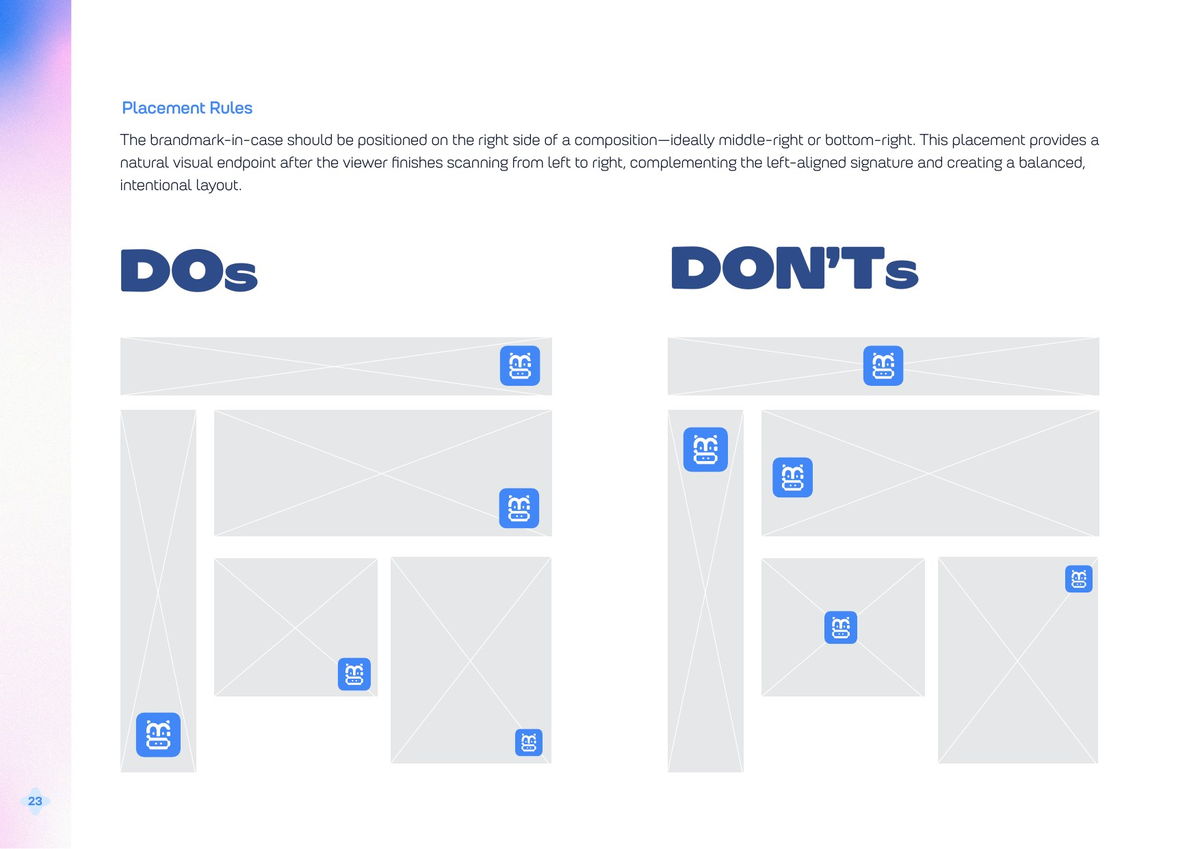 Placement Rules
The brandmark-in-case should be positioned on the right side of a composition—ideally middle-right or bottom-right. This placement provides a
natural visual endpoint after the viewer finishes scanning from left to right, complementing the left-aligned signature and creating a balanced,
intentional layout.
DOs
DON'Ts
23